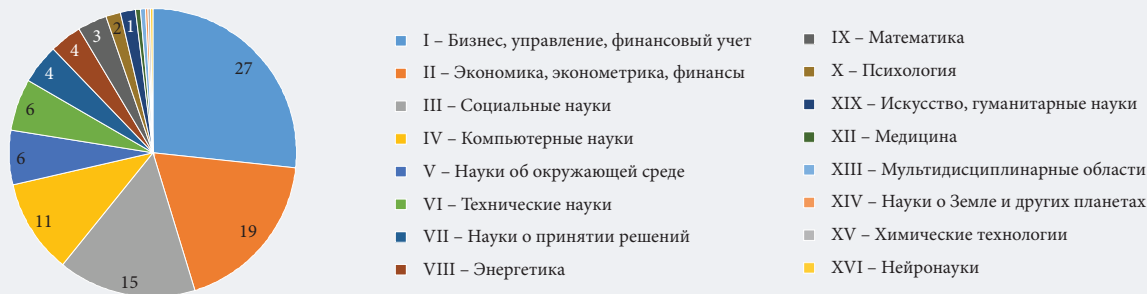 27
19
15
11
6
6
4
4
3
2
1
I – Бизнес, управление, финансовый учет
II – Экономика, эконометрика, финансы
III – Социальные науки
IV – Компьютерные науки
V – Науки об окружающей среде
VI – Технические науки
VII – Науки о принятии решений
VIII – Энергетика
IX – Математика
X – Психология
XIX – Искусство, гуманитарные науки
XII – Медицина
XIII – Мультидисциплинарные области
XIV – Науки о Земле и других планетах
XV – Химические технологии
XVI – Нейронауки